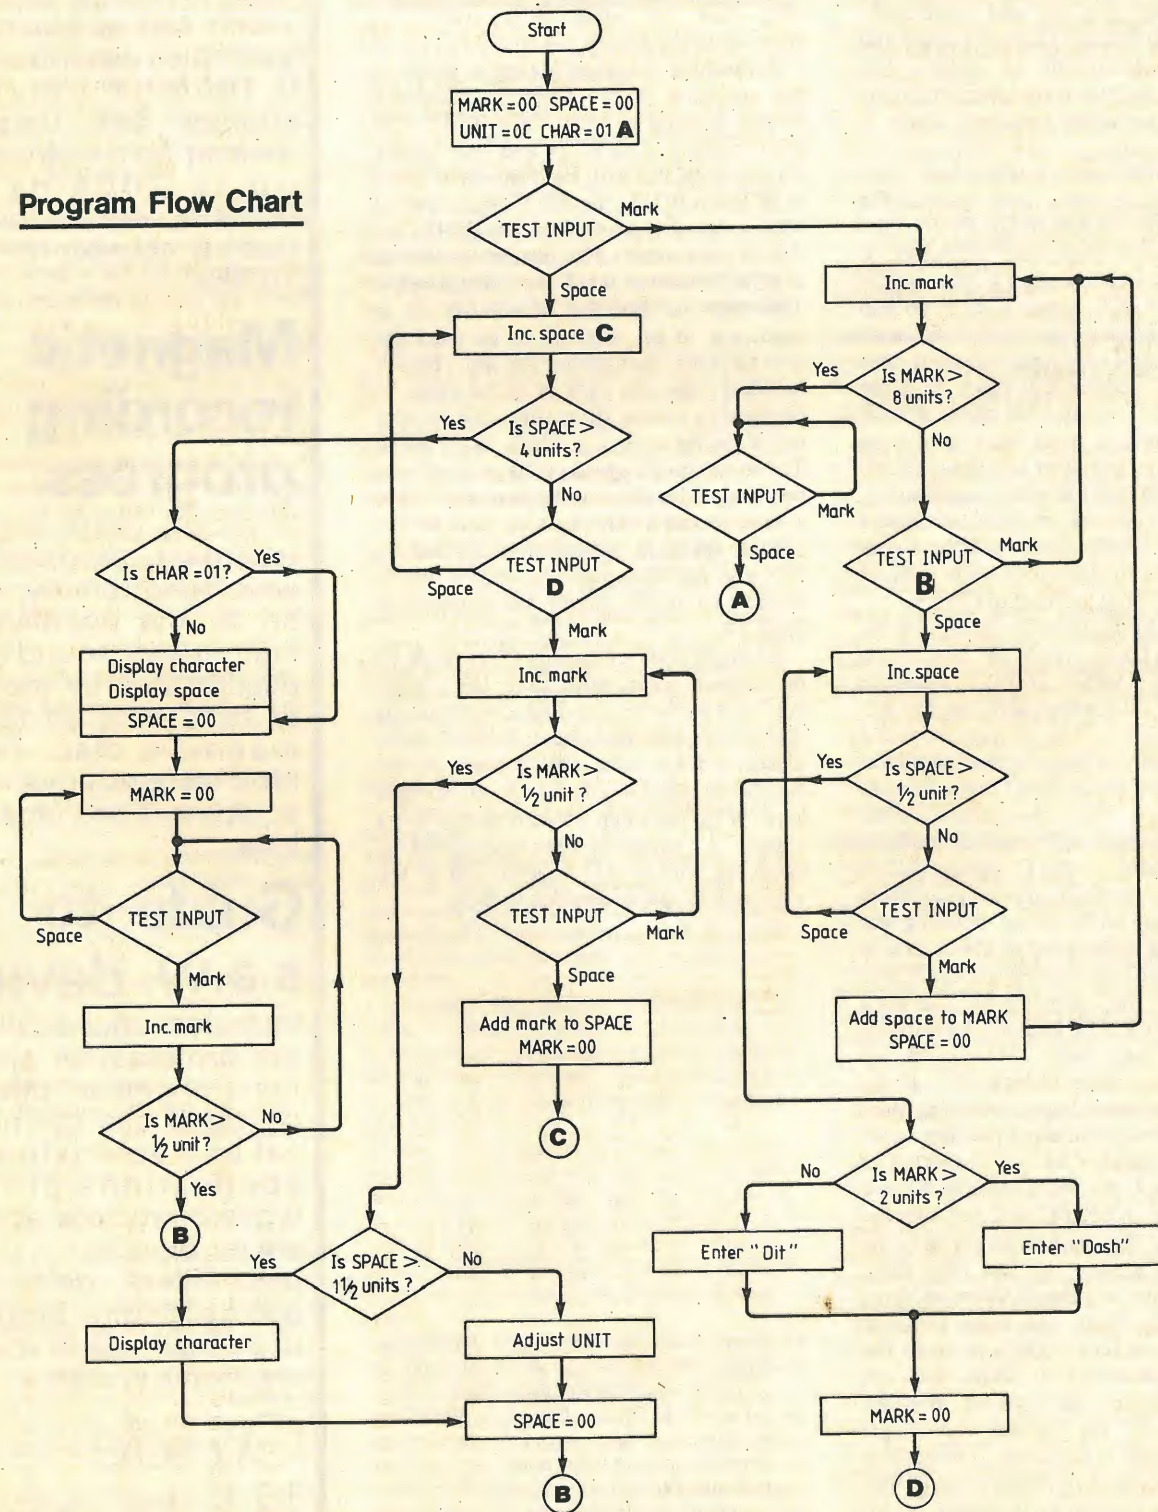 Program Flow Chart
Start
MARK=00 SPACE=00
UNIT=0C CHAR=01 A
TEST INPUT
Mark
Space
Inc. mark
Is MARK>
8 units?
Yes
No
TEST INPUT
Mark
Space
A
TEST INPUT
B
Mark
Space
Inc. space C
Is SPACE>
4 units?
Yes
No
TEST INPUT
D
Space
Mark
Is CHAR=01?
Yes
No
Display character
Display space
SPACE=00
MARK=00
TEST INPUT
Space
Mark
Inc. mark
Is MARK>
½ unit?
No
Yes
B
Inc. mark
Is MARK>
½ unit?
Yes
No
TEST INPUT
Mark
Space
Add mark to SPACE
MARK=00
C
Inc. space
Is SPACE>
½ unit?
Yes
No
TEST INPUT
Space
Mark
Add space to MARK
SPACE=00
Is MARK>
2 units?
No
Yes
Enter "Dit"
Enter "Dash"
MARK=00
D
Is SPACE>
1½ units?
Yes
No
Display character
Adjust UNIT
SPACE=00
B